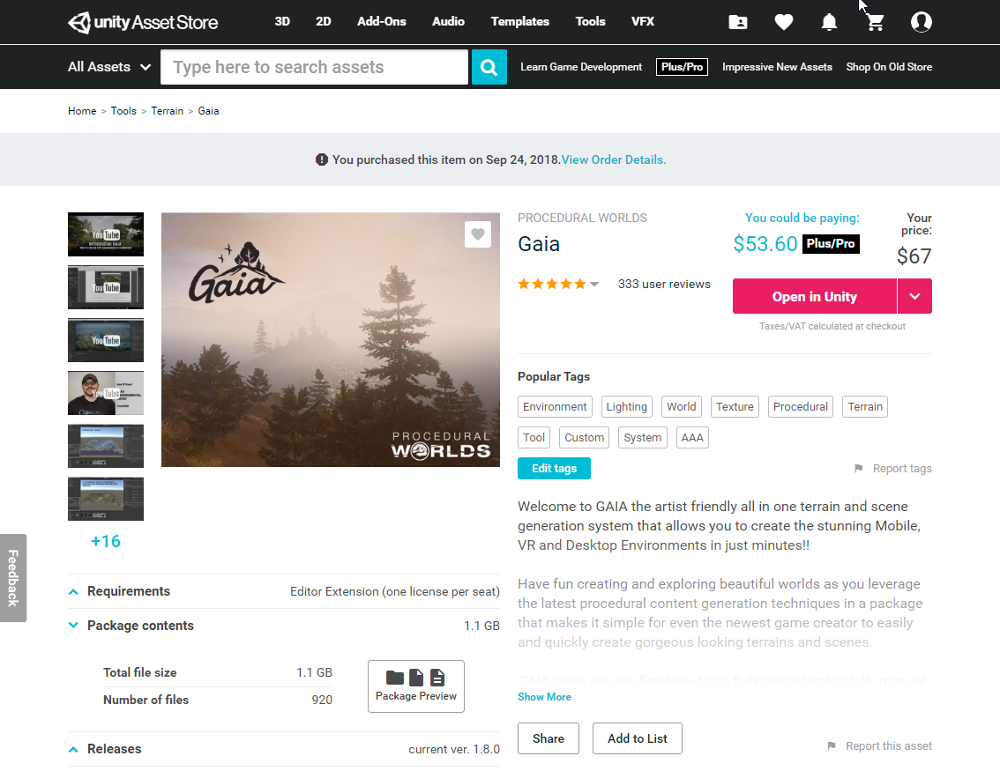 unity Asset Store
3D 2D Add-Ons Audio Templates Tools VFX
All Assets Type here to search assets Learn Game Development Plus/Pro Impressive New Assets Shop On Old Store
Home > Tools > Terrain > Gaia
You purchased this item on Sep 24, 2018.View Order Details.
YouTube
INTRODUCING GAIA
YouTube
YouTube
YouTube
+16
Gaia
PROCEDURAL
WORLDS
PROCEDURAL WORLDS
Gaia
333 user reviews
You could be paying:
$53.60 Plus/Pro
Your
price:
$67
Open in Unity
Taxes/VAT calculated at checkout
Popular Tags
Environment Lighting World Texture Procedural Terrain
Tool Custom System AAA
Edit tags Report tags
Welcome to GAIA the artist friendly all in one terrain and scene
generation system that allows you to create the stunning Mobile,
VR and Desktop Environments in just minutes!!
Have fun creating and exploring beautiful worlds as you leverage
the latest procedural content generation techniques in a package
that makes it simple for even the newest game creator to easily
and quickly create gorgeous looking terrains and scenes.
GAIA gives you the flexibility to go fully procedural or fully manual
Show More
Share Add to List Report this asset
Feedback
Requirements Editor Extension (one license per seat)
Package contents 1.1 GB
Total file size 1.1 GB
Number of files 920
Package Preview
Releases current ver. 1.8.0